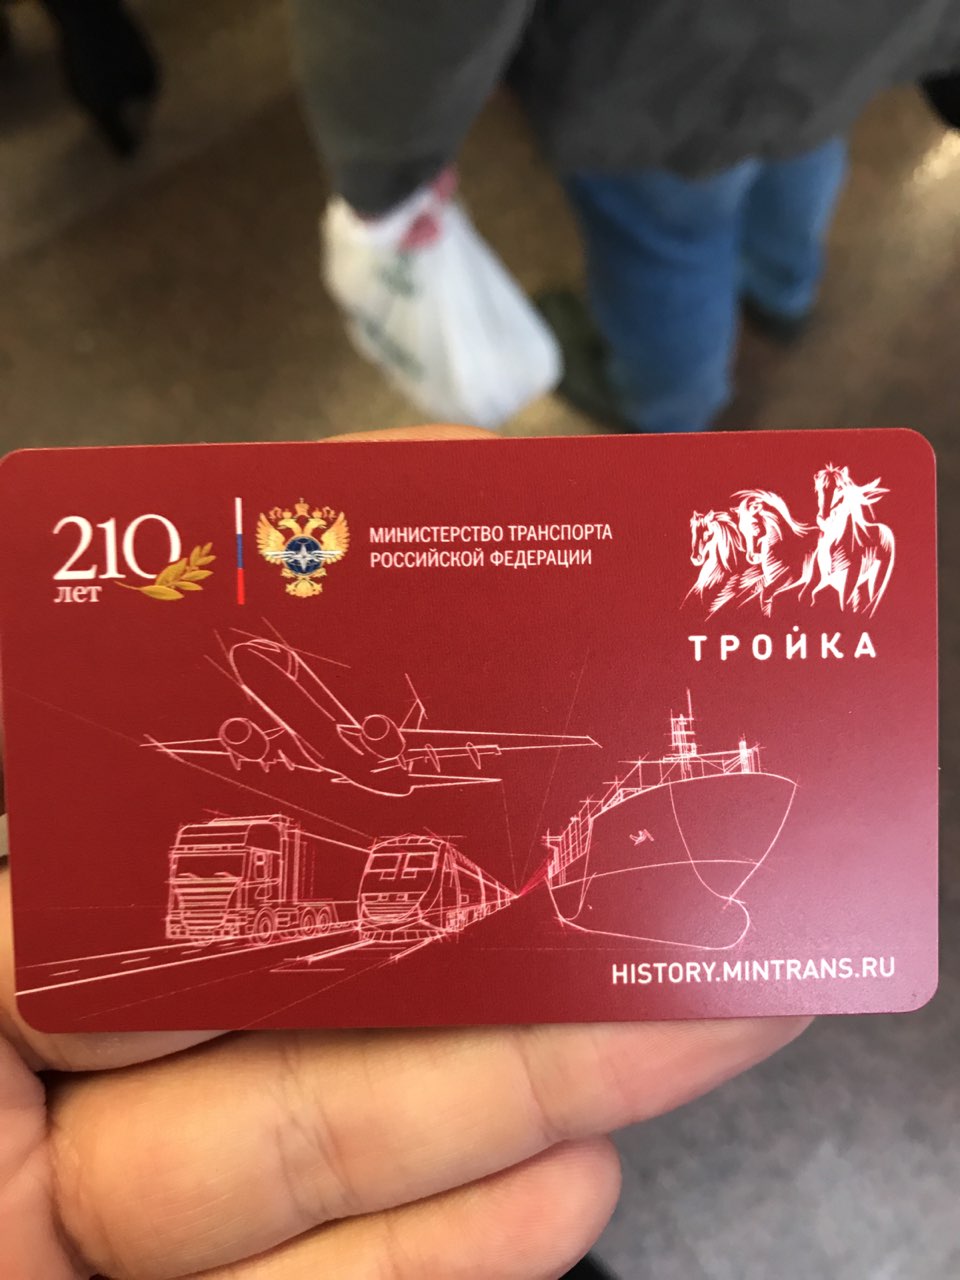 210
лет
МИНИСТЕРСТВО ТРАНСПОРТА
РОССИЙСКОЙ ФЕДЕРАЦИИ
ТРОЙКА
HISTORY.MINTRANS.RU